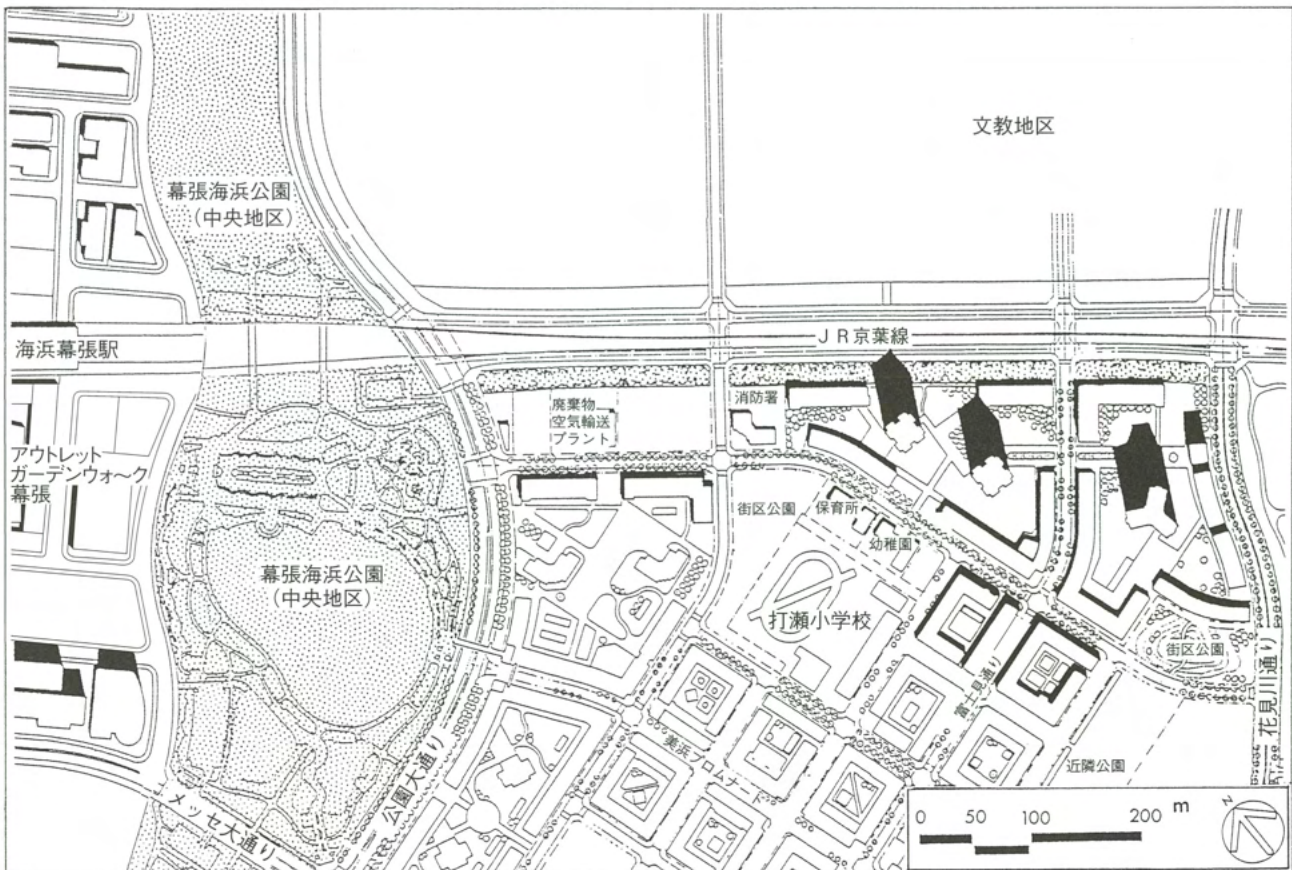 文教地区
幕張海浜公園
（中央地区）
海浜幕張駅
JR京葉線
廃棄物
空気輸送
プラント
消防署
アウトレット
ガーデンウォ〜ク
幕張
街区公園
保育所
幼稚園
幕張海浜公園
（中央地区）
打瀬小学校
街区公園
富士見通り
花見川通り
美浜プロムナード
近隣公園
公園大通り
メッセ大通り
0 50 100 200 m
N